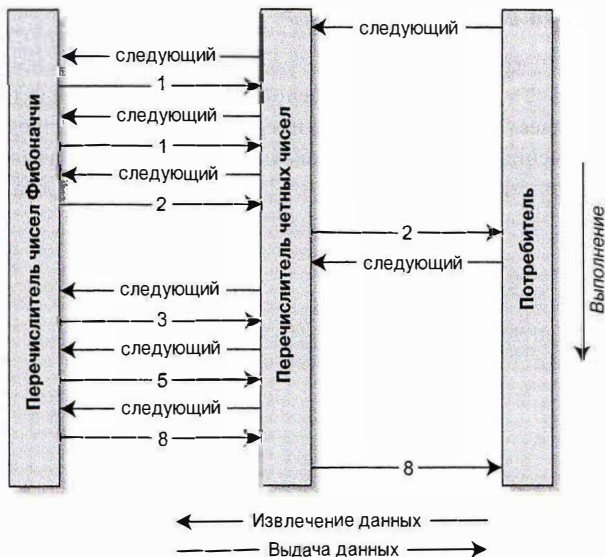 следующий
следующий
1
следующий
1
следующий
2
2
следующий
следующий
3
следующий
5
следующий
8
8
Перечислитель чисел Фибоначчи
Перечислитель четных чисел
Потребитель
Выполнение
Извлечение данных
Выдача данных